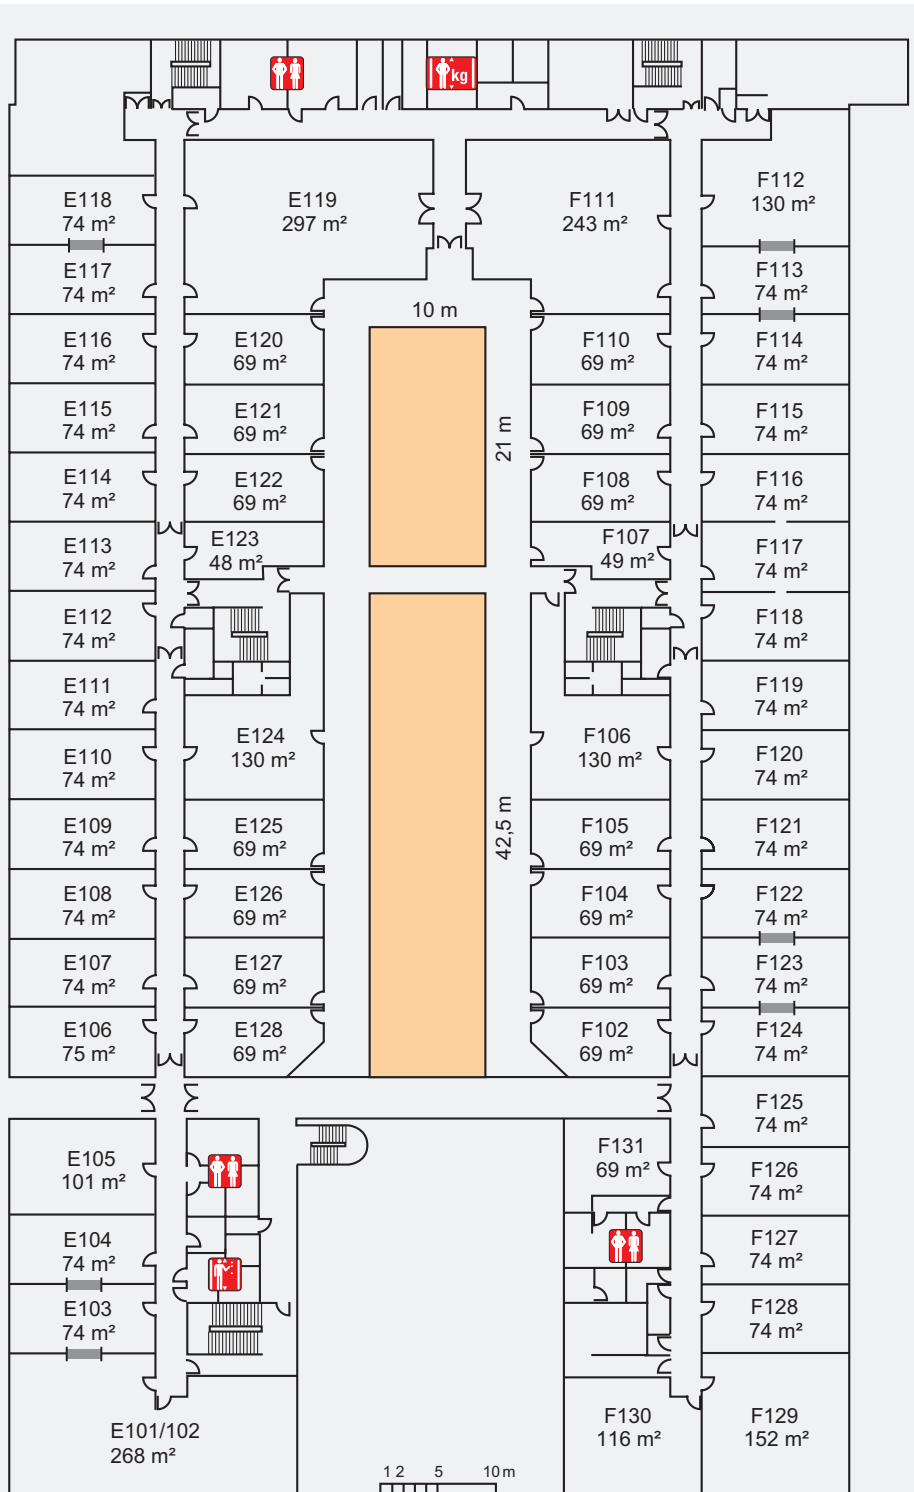 kg
E118
74 m²
E117
74 m²
E116
74 m²
E115
74 m²
E114
74 m²
E113
74 m²
E112
74 m²
E111
74 m²
E110
74 m²
E109
74 m²
E108
74 m²
E107
74 m²
E106
75 m²
E105
101 m²
E104
74 m²
E103
74 m²
E101/102
268 m²
E119
297 m²
E120
69 m²
E121
69 m²
E122
69 m²
E123
48 m²
E124
130 m²
E125
69 m²
E126
69 m²
E127
69 m²
E128
69 m²
10 m
21 m
42,5 m
F111
243 m²
F110
69 m²
F109
69 m²
F108
69 m²
F107
49 m²
F106
130 m²
F105
69 m²
F104
69 m²
F103
69 m²
F102
69 m²
F131
69 m²
F130
116 m²
F112
130 m²
F113
74 m²
F114
74 m²
F115
74 m²
F116
74 m²
F117
74 m²
F118
74 m²
F119
74 m²
F120
74 m²
F121
74 m²
F122
74 m²
F123
74 m²
F124
74 m²
F125
74 m²
F126
74 m²
F127
74 m²
F128
74 m²
F129
152 m²
1 2 5 10 m